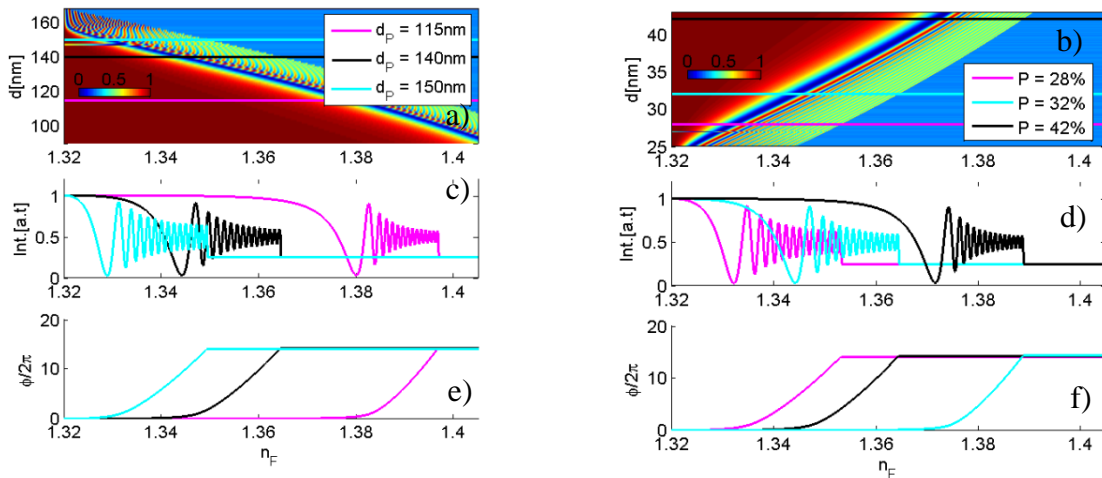 160
140
120
100
d[nm]
0 0.5 1
d_P = 115nm
d_P = 140nm
d_P = 150nm
a)
1.32 1.34 1.36 1.38 1.4
40
35
30
25
d[nm]
0 0.5 1
b)
P = 28%
P = 32%
P = 42%
1.32 1.34 1.36 1.38 1.4
1
0.5
0
Int.[a.t]
c)
1.32 1.34 1.36 1.38 1.4
1
0.5
0
Int.[a.t]
d)
1.32 1.34 1.36 1.38 1.4
20
10
0
ϕ/2π
e)
1.32 1.34 1.36 1.38 1.4
n_F
20
10
0
ϕ/2π
f)
1.32 1.34 1.36 1.38 1.4
n_F